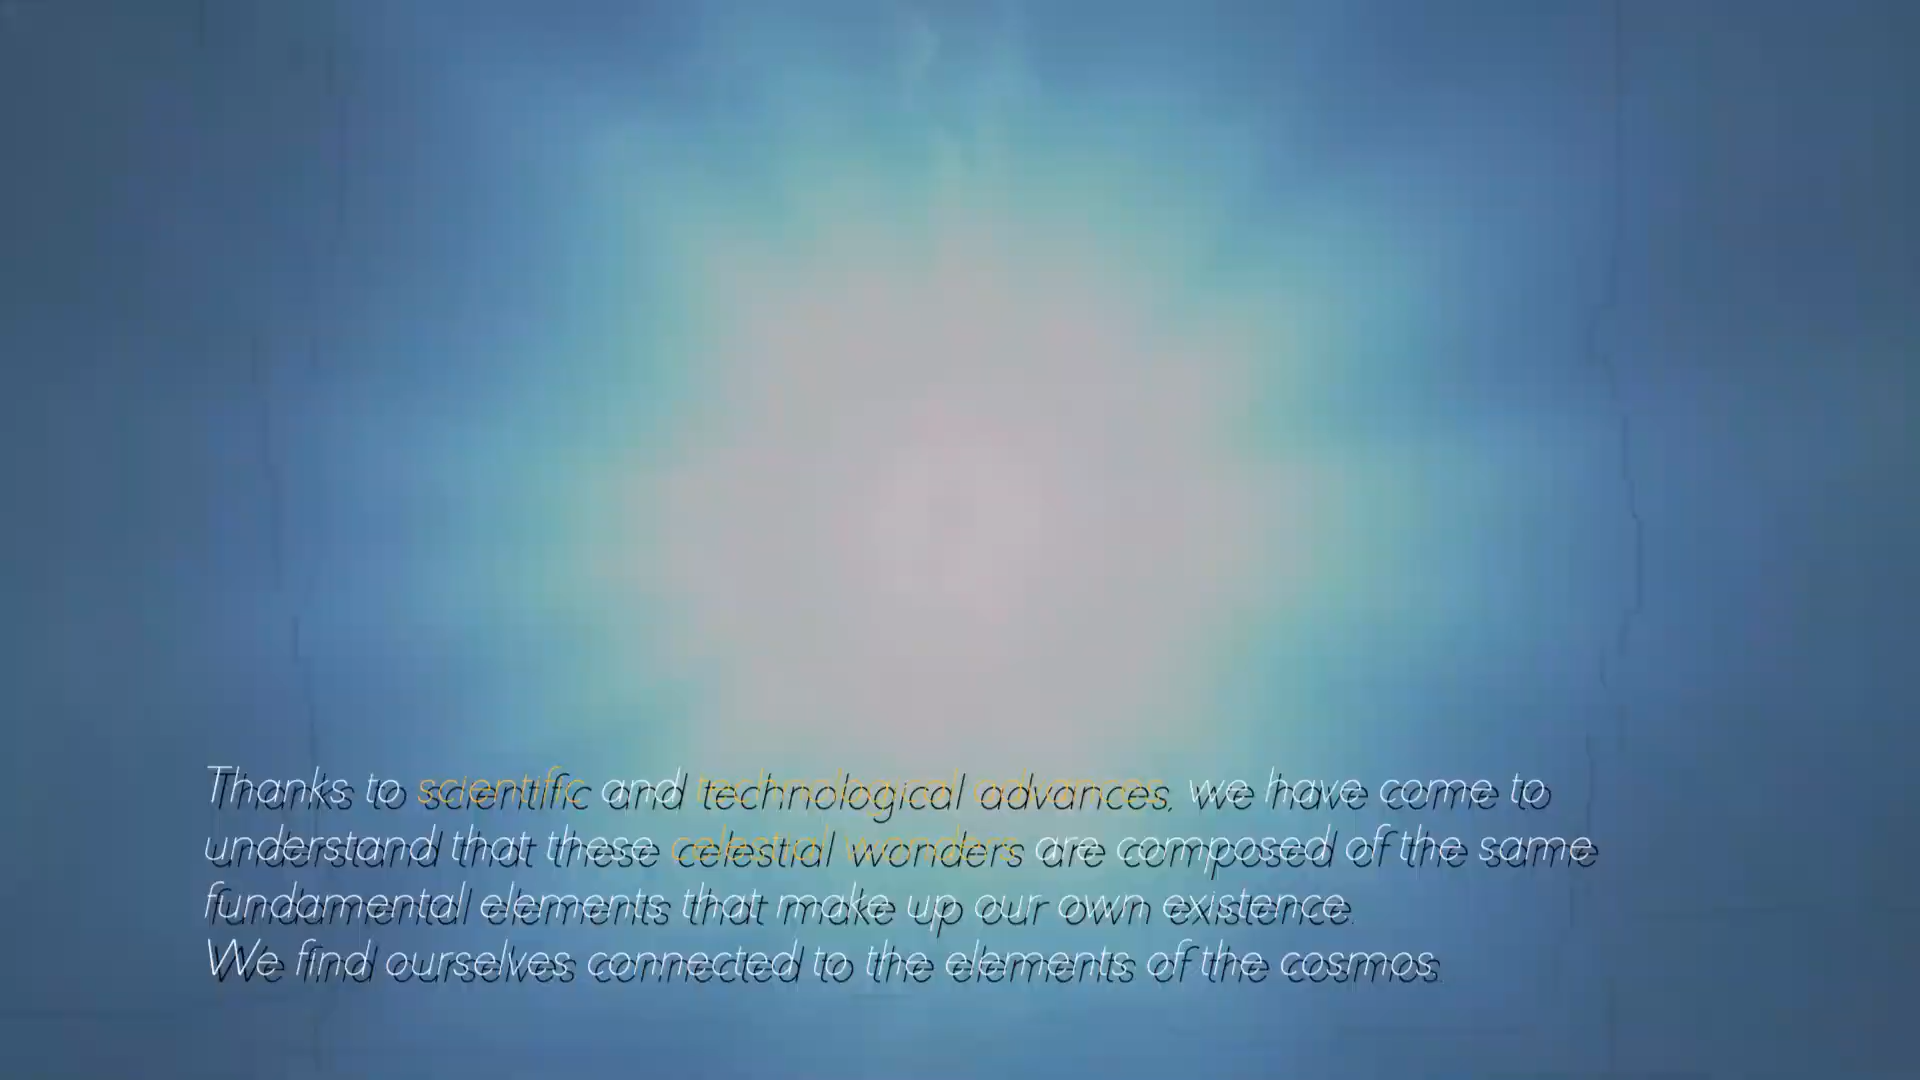 Thanks to scientific and technological advances, we have come to
understand that these celestial wonders are composed of the same
fundamental elements that make up our own existence.
We find ourselves connected to the elements of the cosmos.